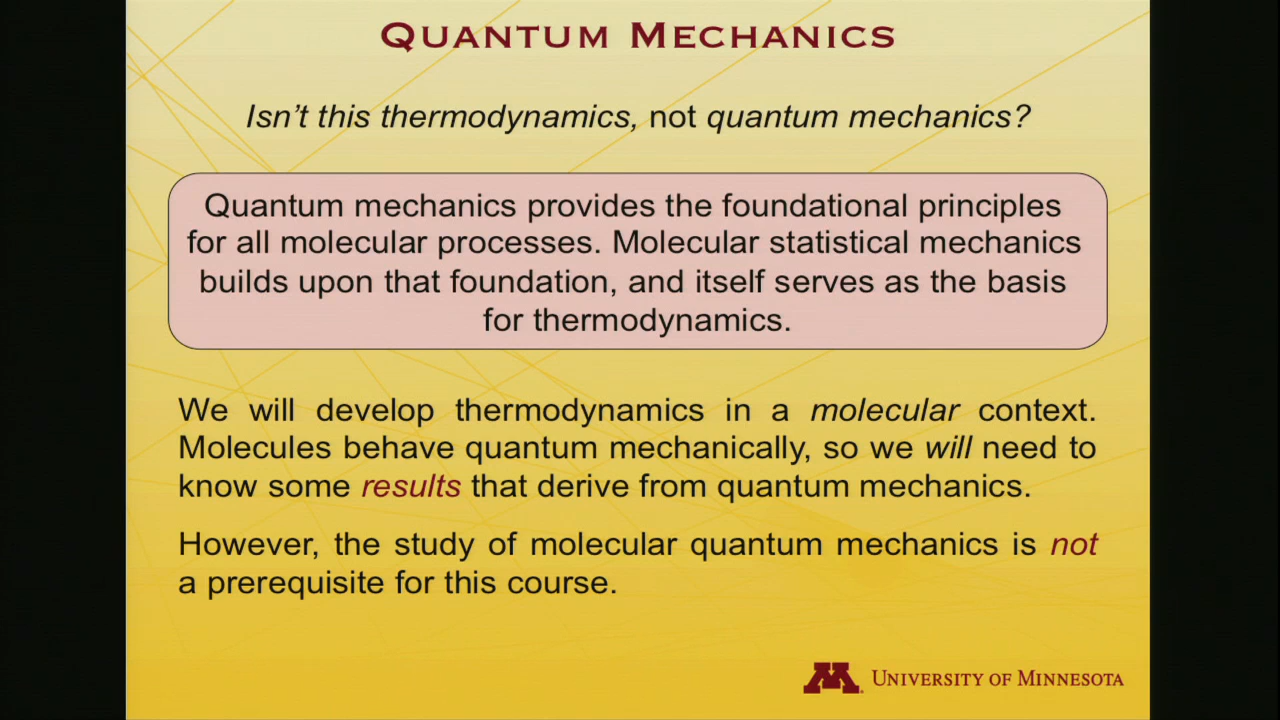 QUANTUM MECHANICS
Isn't this thermodynamics, not quantum mechanics?
Quantum mechanics provides the foundational principles
for all molecular processes. Molecular statistical mechanics
builds upon that foundation, and itself serves as the basis
for thermodynamics.
We will develop thermodynamics in a molecular context.
Molecules behave quantum mechanically, so we will need to
know some results that derive from quantum mechanics.
However, the study of molecular quantum mechanics is not
a prerequisite for this course.
M UNIVERSITY OF MINNESOTA